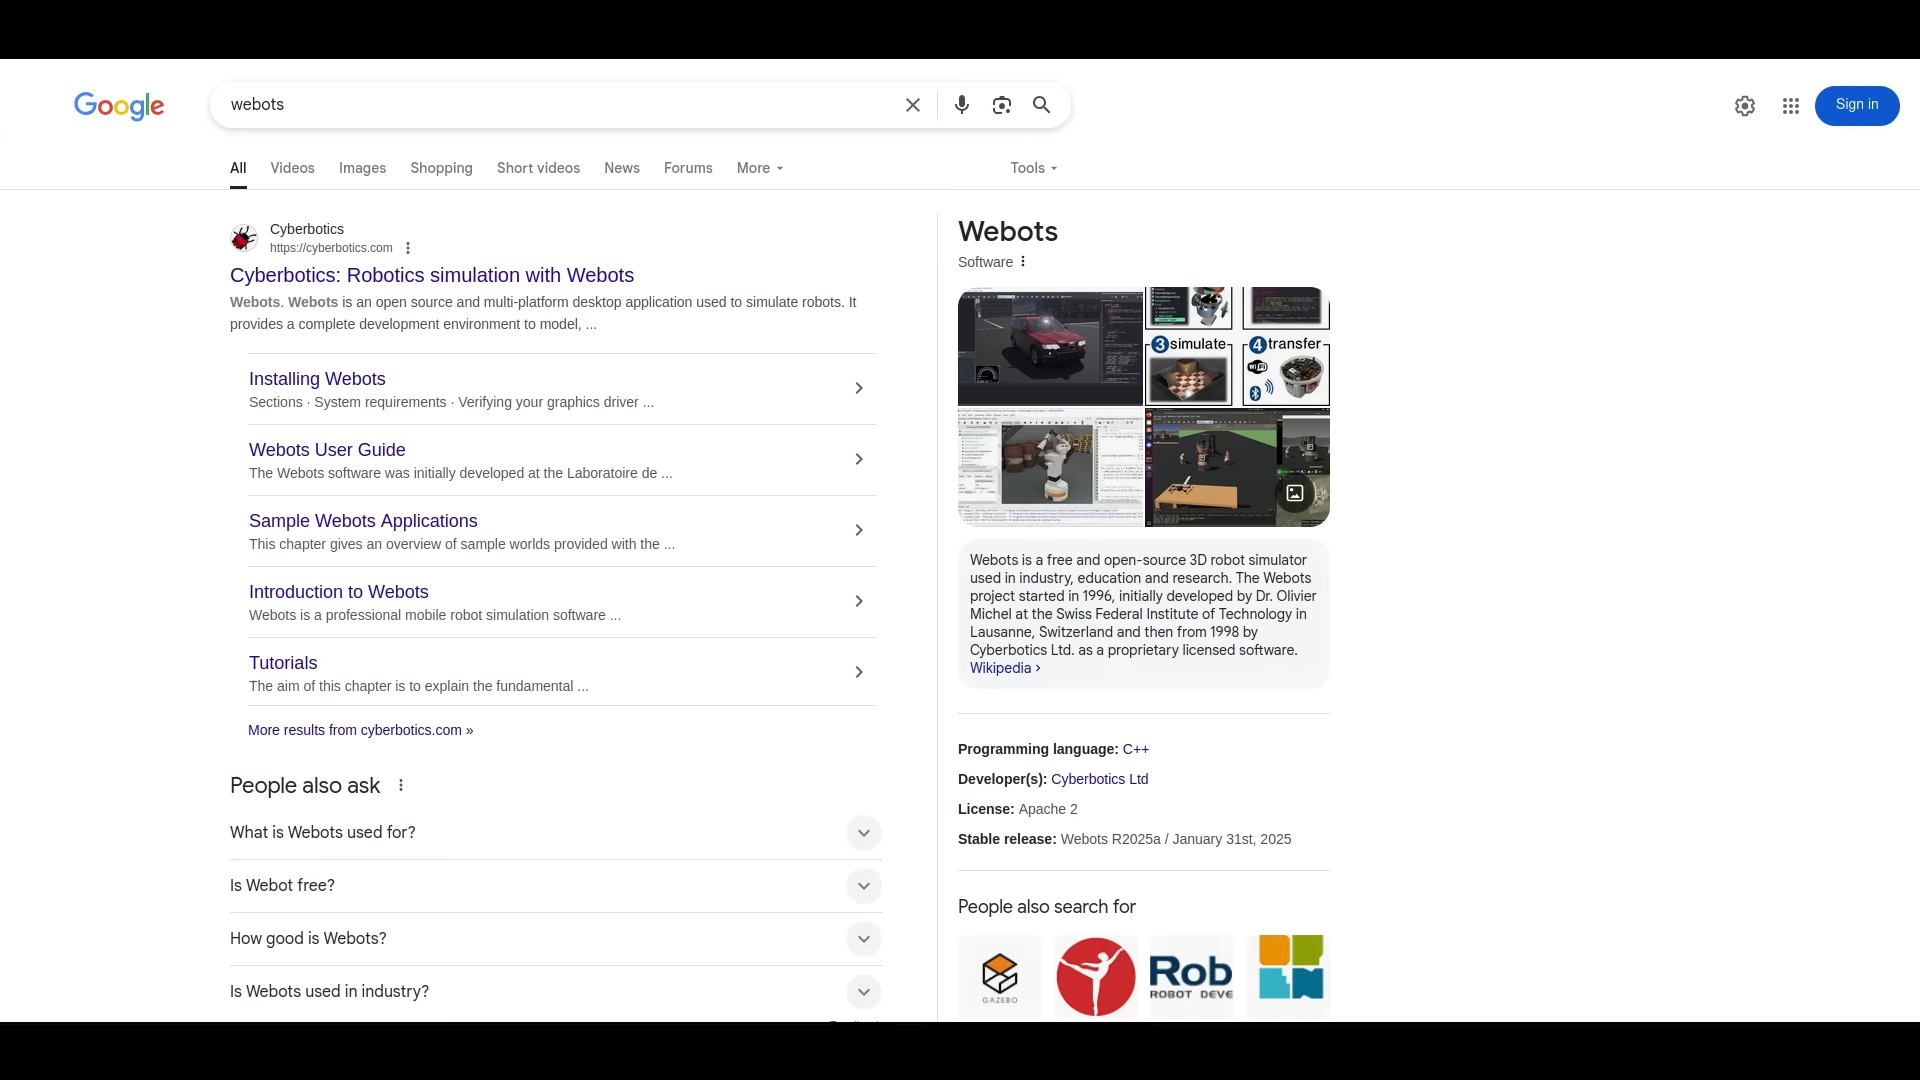 Google
webots
Sign in
All
Videos
Images
Shopping
Short videos
News
Forums
More
Tools
Cyberbotics
https://cyberbotics.com
Cyberbotics: Robotics simulation with Webots
Webots. Webots is an open source and multi-platform desktop application used to simulate robots. It
provides a complete development environment to model, ...
Installing Webots
Sections · System requirements · Verifying your graphics driver ...
Webots User Guide
The Webots software was initially developed at the Laboratoire de ...
Sample Webots Applications
This chapter gives an overview of sample worlds provided with the ...
Introduction to Webots
Webots is a professional mobile robot simulation software ...
Tutorials
The aim of this chapter is to explain the fundamental ...
More results from cyberbotics.com »
People also ask
What is Webots used for?
Is Webot free?
How good is Webots?
Is Webots used in industry?
Webots
Software
3 simulate
4 transfer
Wi Fi
Webots is a free and open-source 3D robot simulator
used in industry, education and research. The Webots
project started in 1996, initially developed by Dr. Olivier
Michel at the Swiss Federal Institute of Technology in
Lausanne, Switzerland and then from 1998 by
Cyberbotics Ltd. as a proprietary licensed software.
Wikipedia ›
Programming language: C++
Developer(s): Cyberbotics Ltd
License: Apache 2
Stable release: Webots R2025a / January 31st, 2025
People also search for
GAZEBO
Rob
ROBOT DEVE